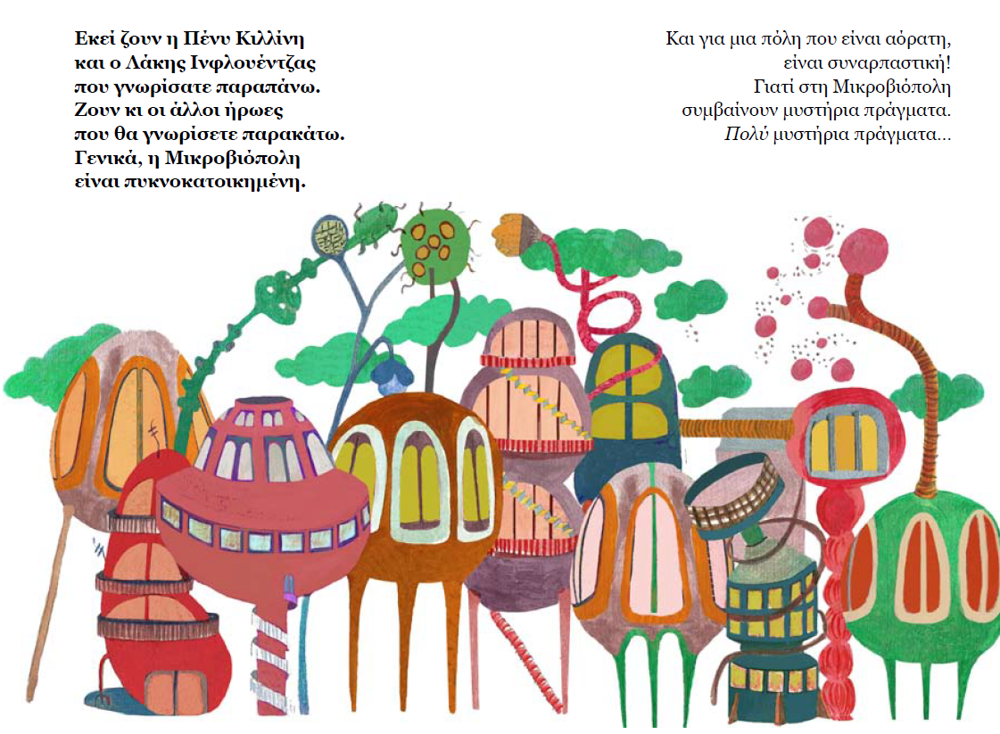 Εκεί ζουν η Πένυ Κιλλίνη
και ο Λάκης Ινφλουέντζας
που γνωρίσατε παραπάνω.
Ζουν κι οι άλλοι ήρωες
που θα γνωρίσετε παρακάτω.
Γενικά, η Μικροβιόπολη
είναι πυκνοκατοικημένη.
Και για μια πόλη που είναι αόρατη,
είναι συναρπαστική!
Γιατί στη Μικροβιόπολη
συμβαίνουν μυστήρια πράγματα.
Πολύ μυστήρια πράγματα...